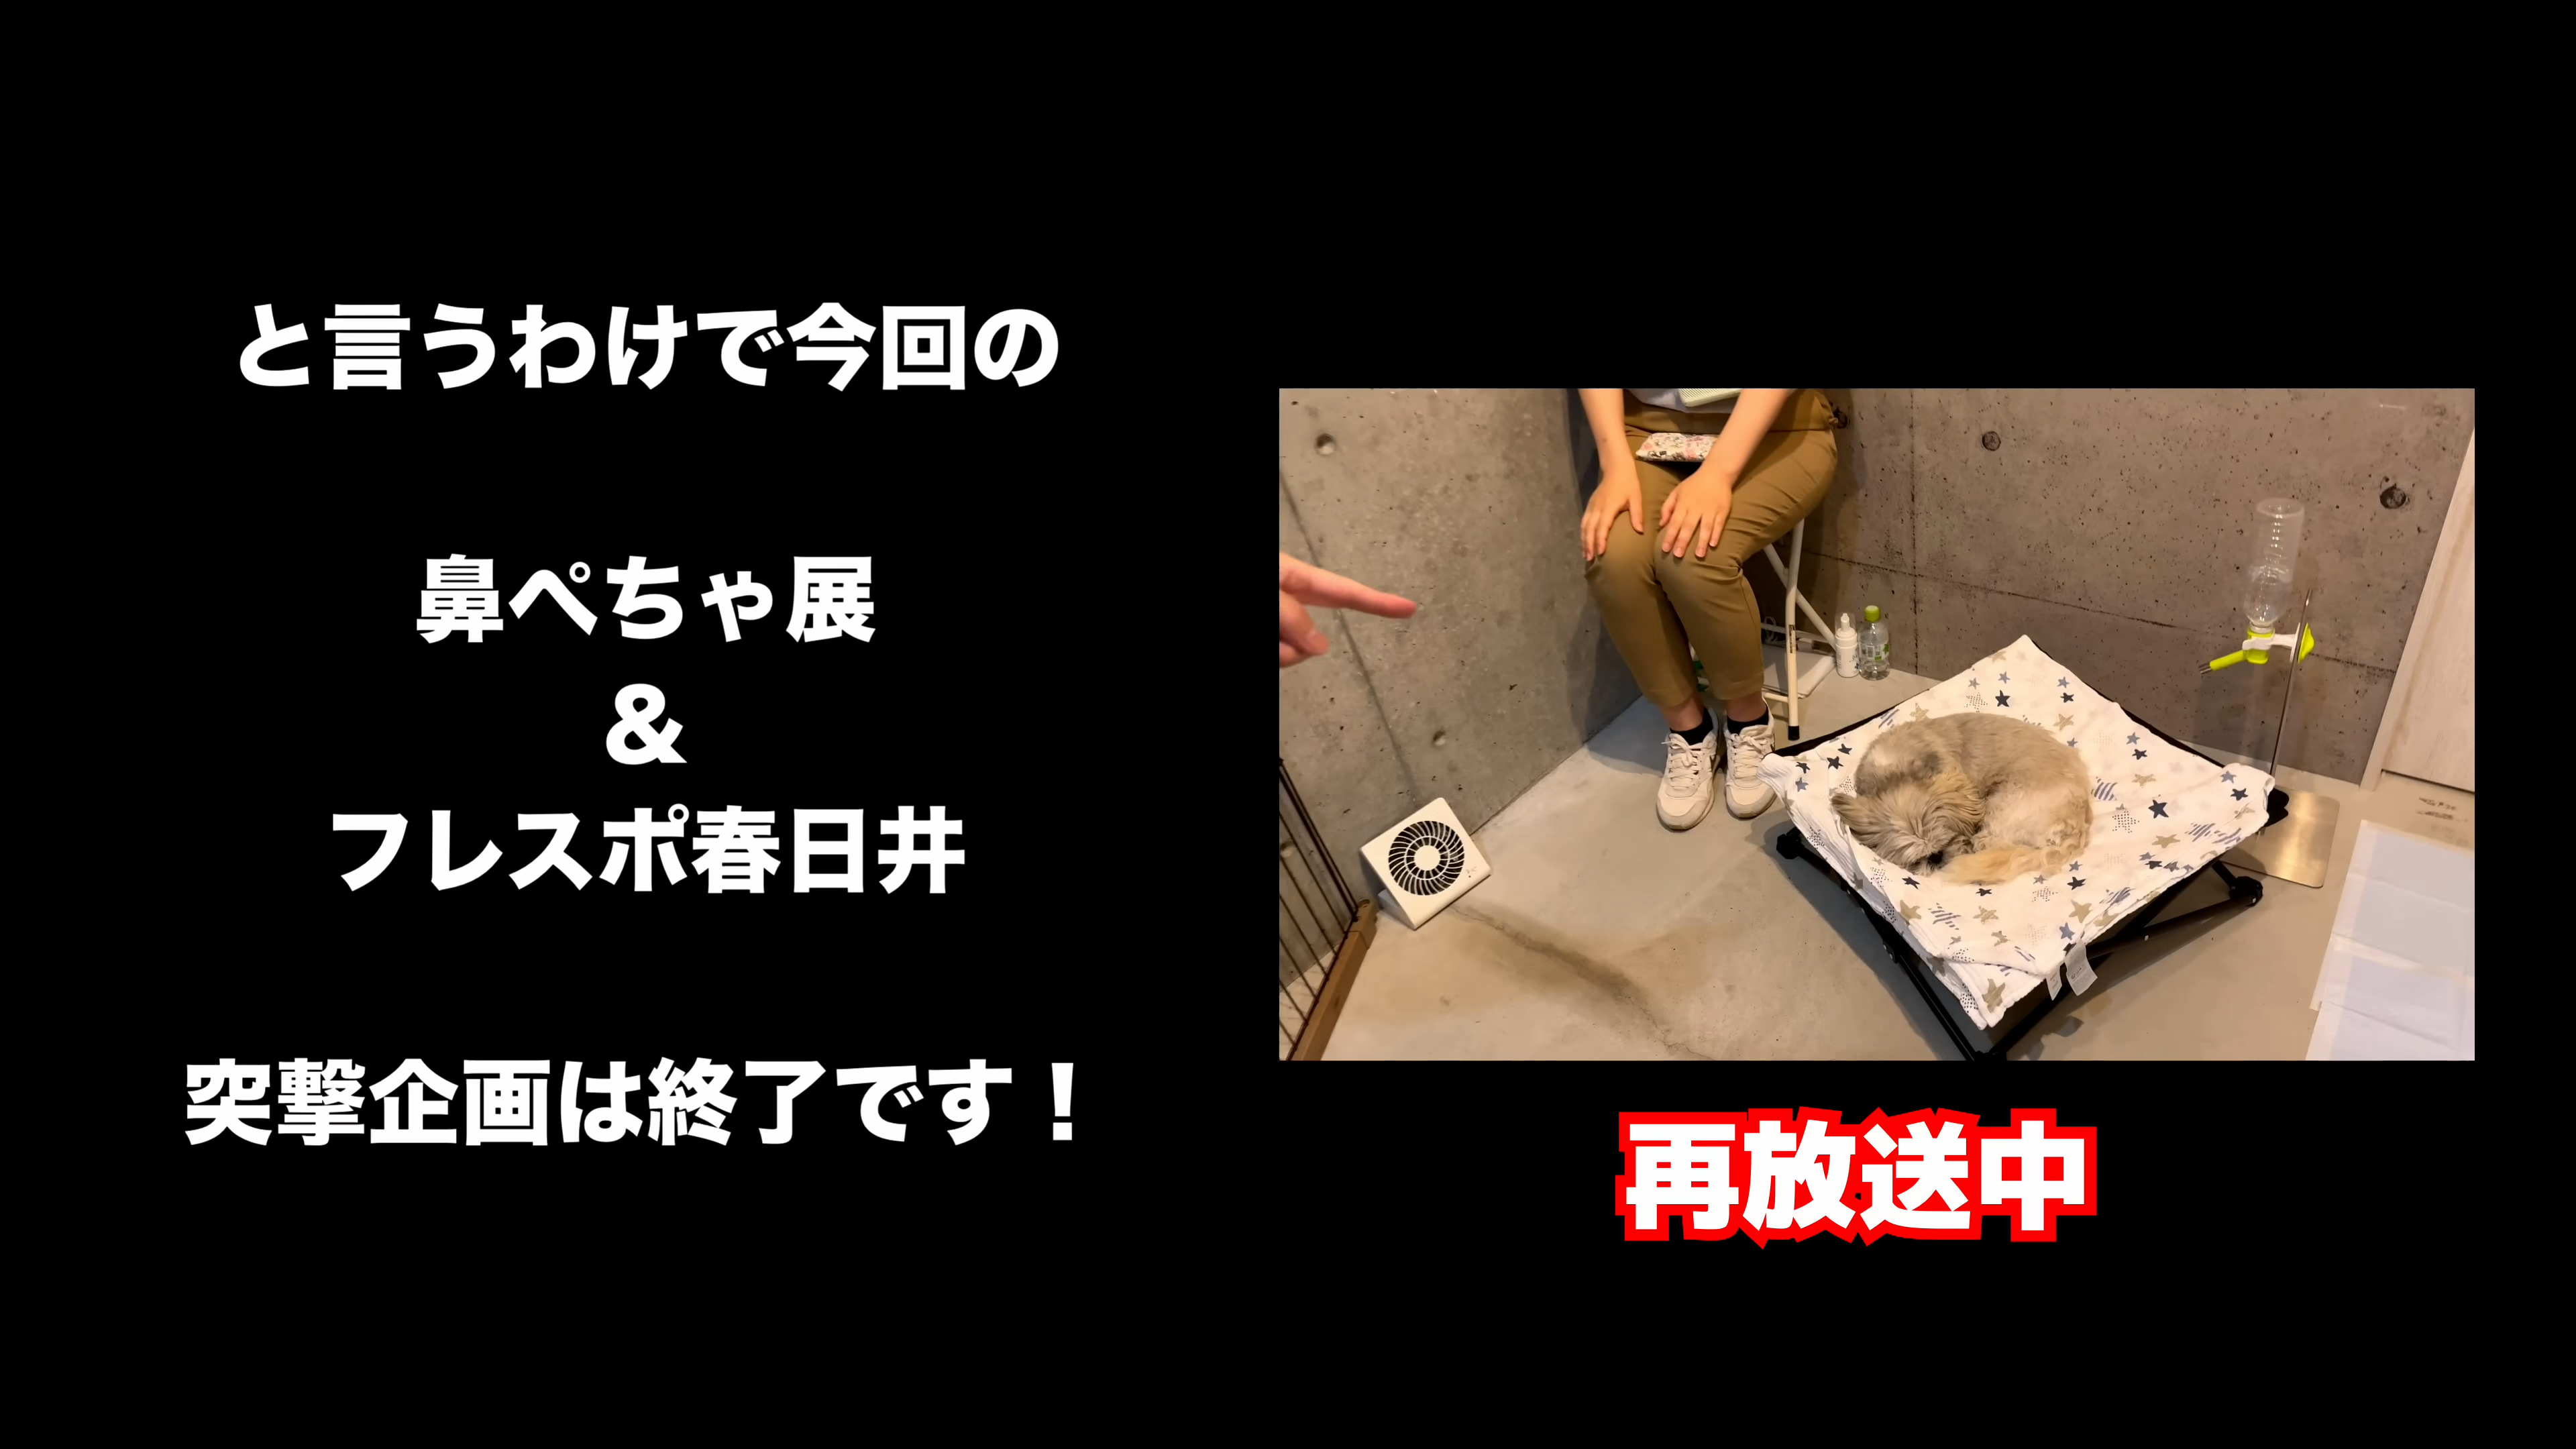 と言うわけで今回の
鼻ぺちゃ展
&
フレスポ春日井
突撃企画は終了です！
再放送中